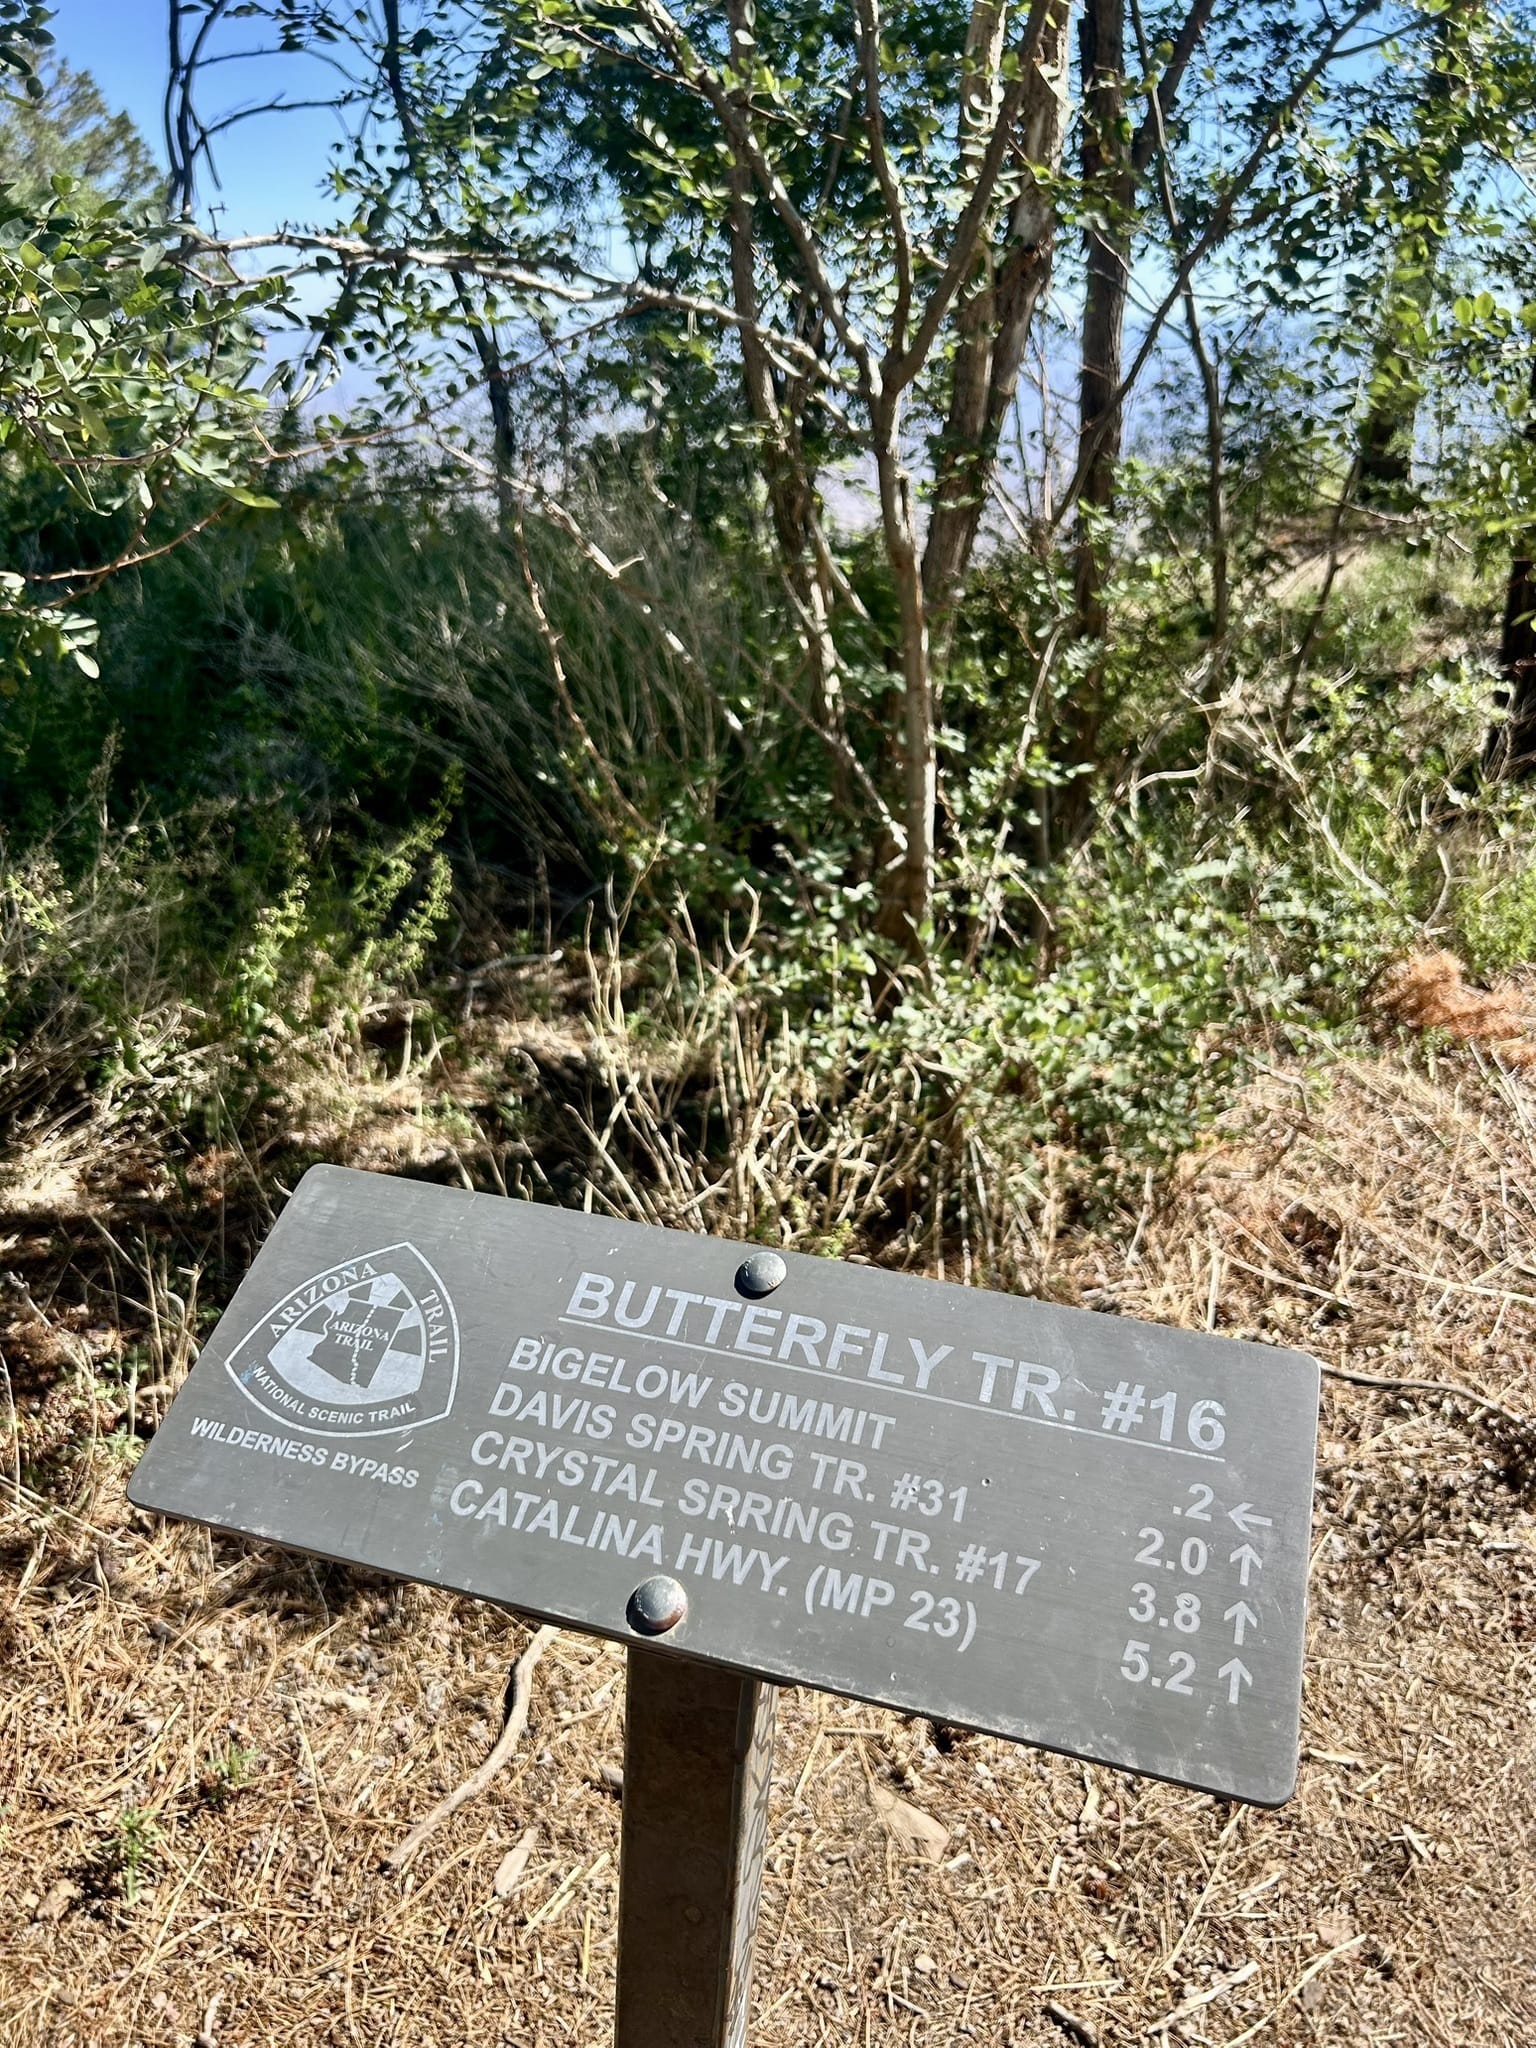 ARIZONA TRAIL
ARIZONA
TRAIL
NATIONAL SCENIC TRAIL
WILDERNESS BYPASS
BUTTERFLY TR. #16
BIGELOW SUMMIT .2 ←
DAVIS SPRING TR. #31 2.0 ↑
CRYSTAL SPRING TR. #17 3.8 ↑
CATALINA HWY. (MP 23) 5.2 ↑